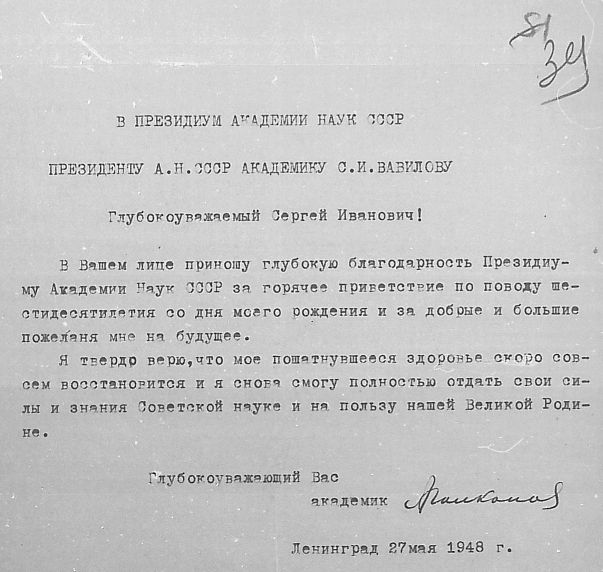 51
34
В ПРЕЗИДИУМ АКАДЕМИИ НАУК СССР
ПРЕЗИДЕНТУ А.Н.СССР АКАДЕМИКУ С.И.ВАВИЛОВУ
Глубокоуважаемый Сергей Иванович!
В Вашем лице приношу глубокую благодарность Президиу-
му Академии Наук СССР за горячее приветствие по поводу ше-
стидесятилетия со дня моего рождения и за добрые и большие
пожеланя мне на будущее.
Я твердо верю,что мое пошатнувшееся здоровье скоро сов-
сем восстановится и я снова смогу полностью отдать свои си-
лы и знания Советской науке и на пользу нашей Великой Роди-
не.
Глубокоуважающий Вас
академик
Ленинград 27мая 1948 г.